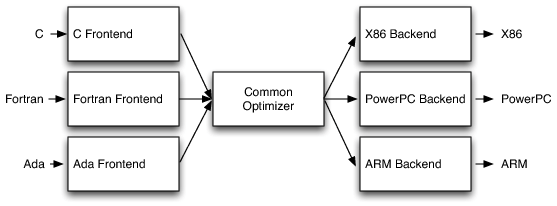 C
C Frontend
X86 Backend
X86
Fortran
Fortran Frontend
Common
Optimizer
PowerPC Backend
PowerPC
Ada
Ada Frontend
ARM Backend
ARM